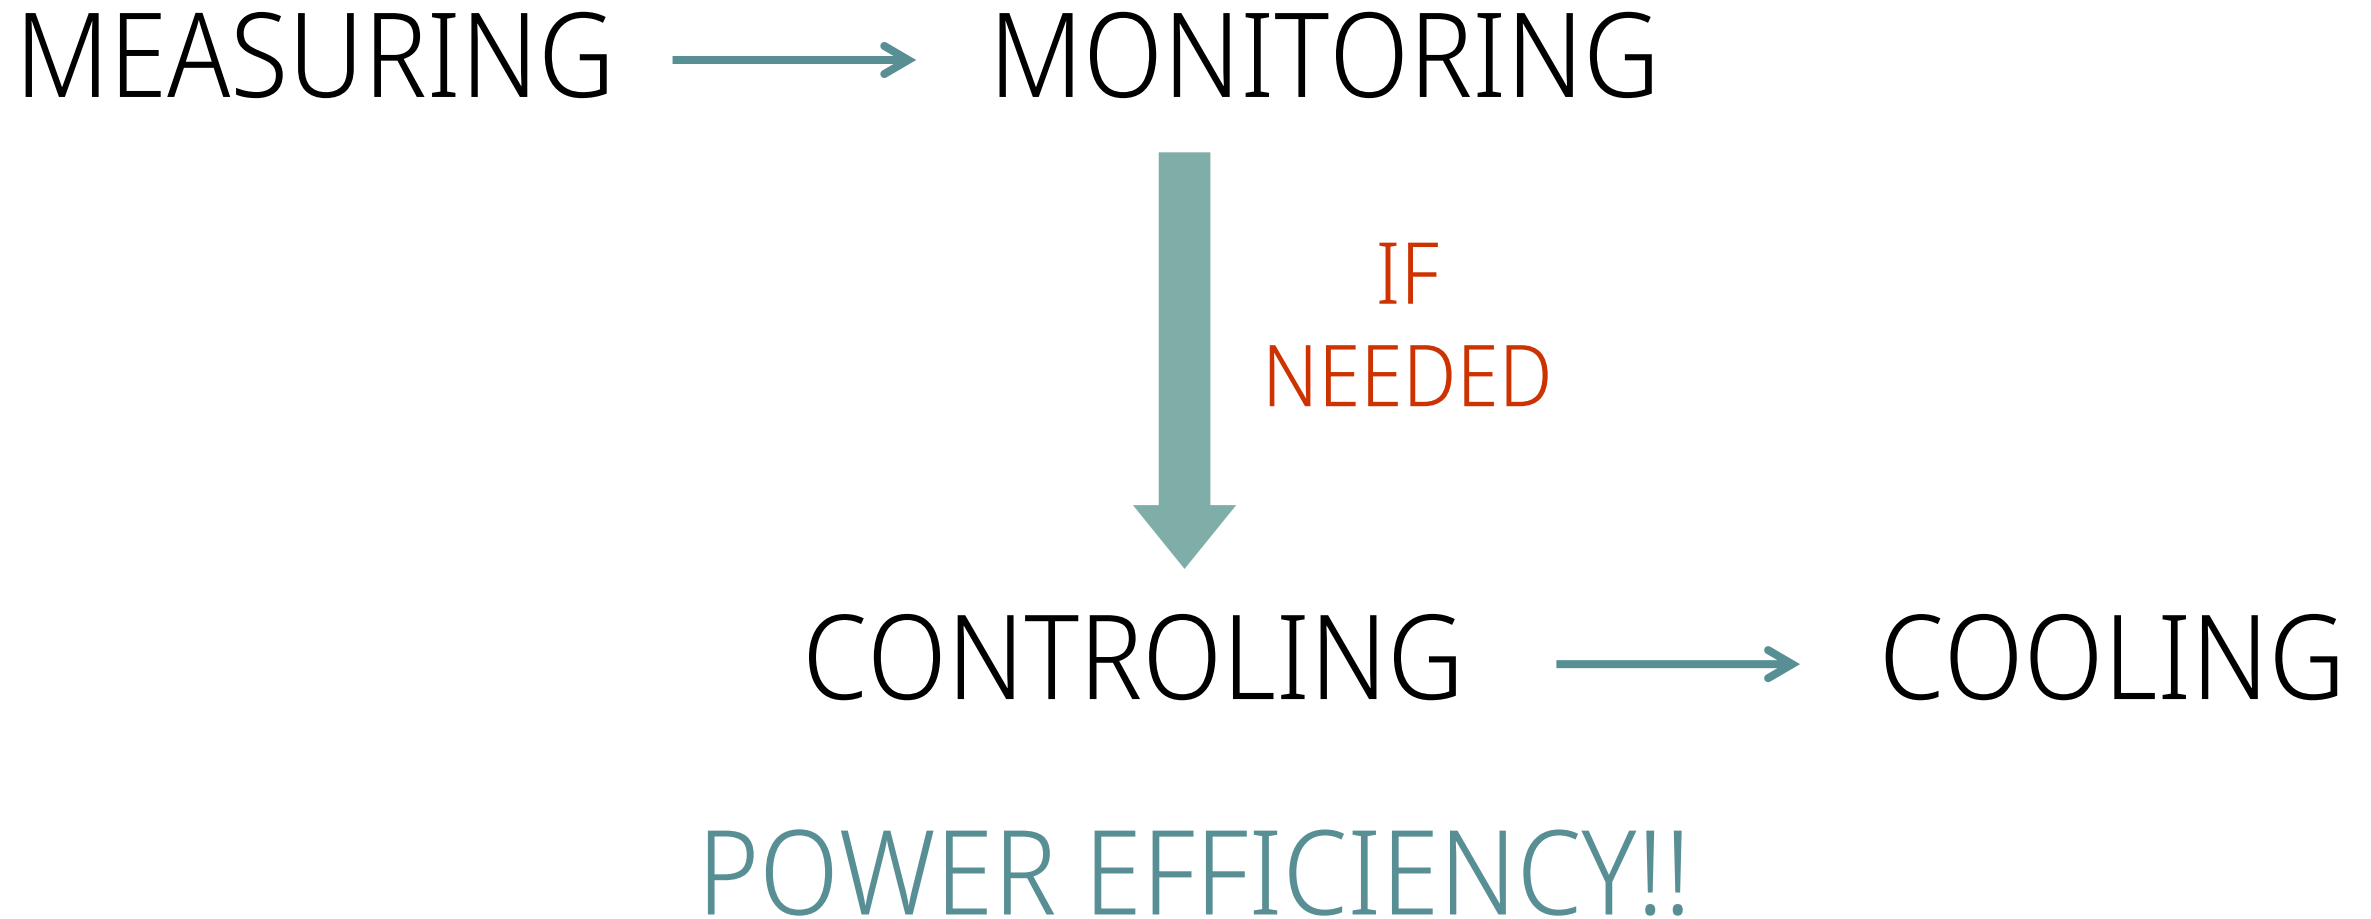 MEASURING MONITORING
IF
NEEDED
CONTROLING COOLING
POWER EFFICIENCY!!